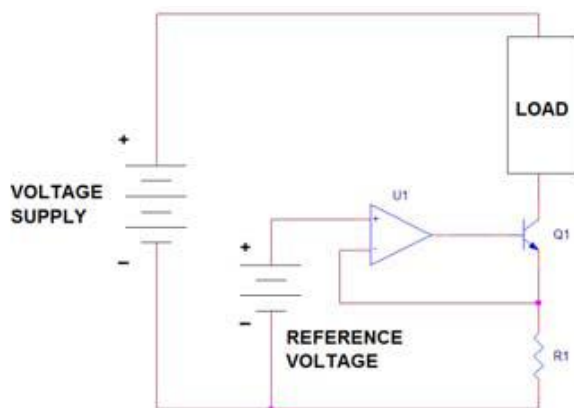 LOAD
+
VOLTAGE
SUPPLY
−
U1
+
-
Q1
+
−
REFERENCE
VOLTAGE
R1